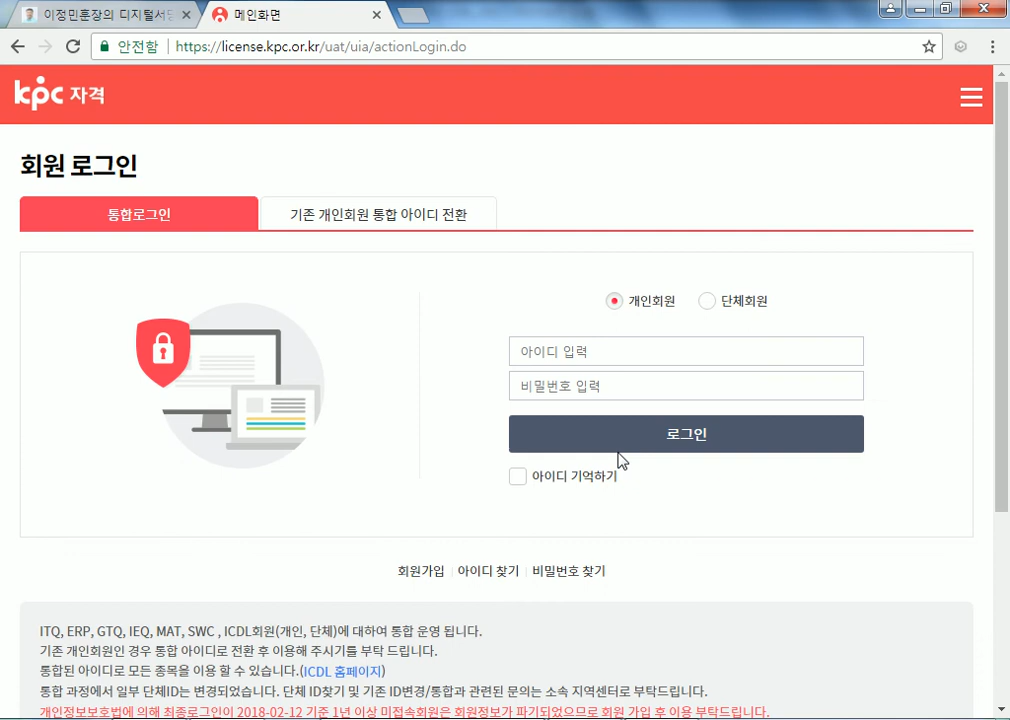 이정민훈장의 디지털서당
메인화면
안전함
https://license.kpc.or.kr/uat/uia/actionLogin.do
kpc 자격
회원 로그인
통합로그인
기존 개인회원 통합 아이디 전환
개인회원
단체회원
아이디 입력
비밀번호 입력
로그인
아이디 기억하기
회원가입
아이디 찾기
비밀번호 찾기
ITQ, ERP, GTQ, IEQ, MAT, SWC , ICDL회원(개인, 단체)에 대하여 통합 운영 됩니다.
기존 개인회원인 경우 통합 아이디로 전환 후 이용해 주시기를 부탁 드립니다.
통합된 아이디로 모든 종목을 이용 할 수 있습니다.(ICDL 홈페이지)
통합 과정에서 일부 단체ID는 변경되었습니다. 단체 ID찾기 및 기존 ID변경/통합과 관련된 문의는 소속 지역센터로 부탁드립니다.
개인정보보호법에 의해 최종로그인이 2018-02-12 기준 1년 이상 미접속회원은 회원정보가 파기되었으므로 회원 가입 후 이용 부탁드립니다.